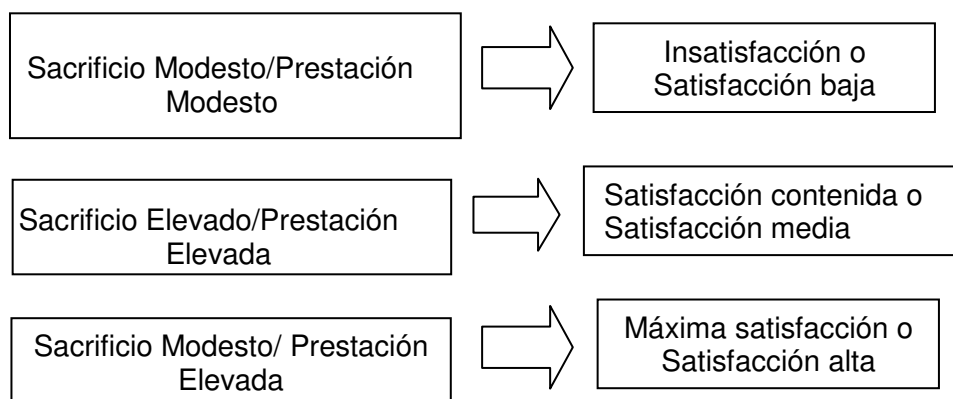 Sacrificio Modesto/Prestación
Modesto
Insatisfacción o
Satisfacción baja
Sacrificio Elevado/Prestación
Elevada
Satisfacción contenida o
Satisfacción media
Sacrificio Modesto/ Prestación
Elevada
Máxima satisfacción o
Satisfacción alta